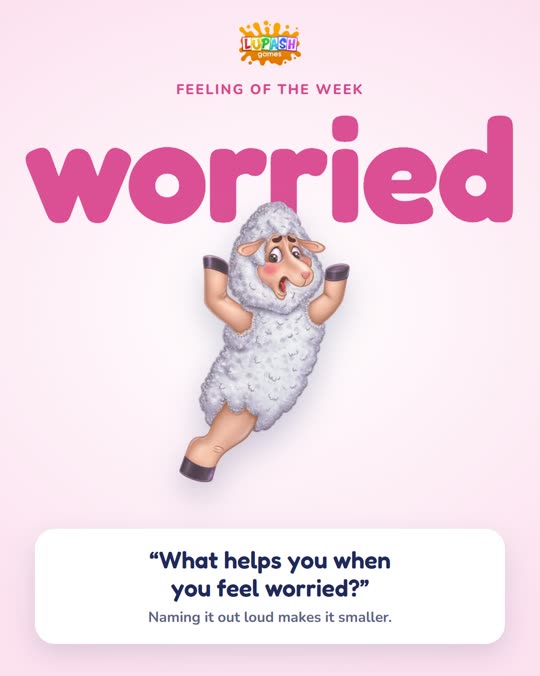 LUPASH
games
FEELING OF THE WEEK
worried
“What helps you when
you feel worried?”
Naming it out loud makes it smaller.